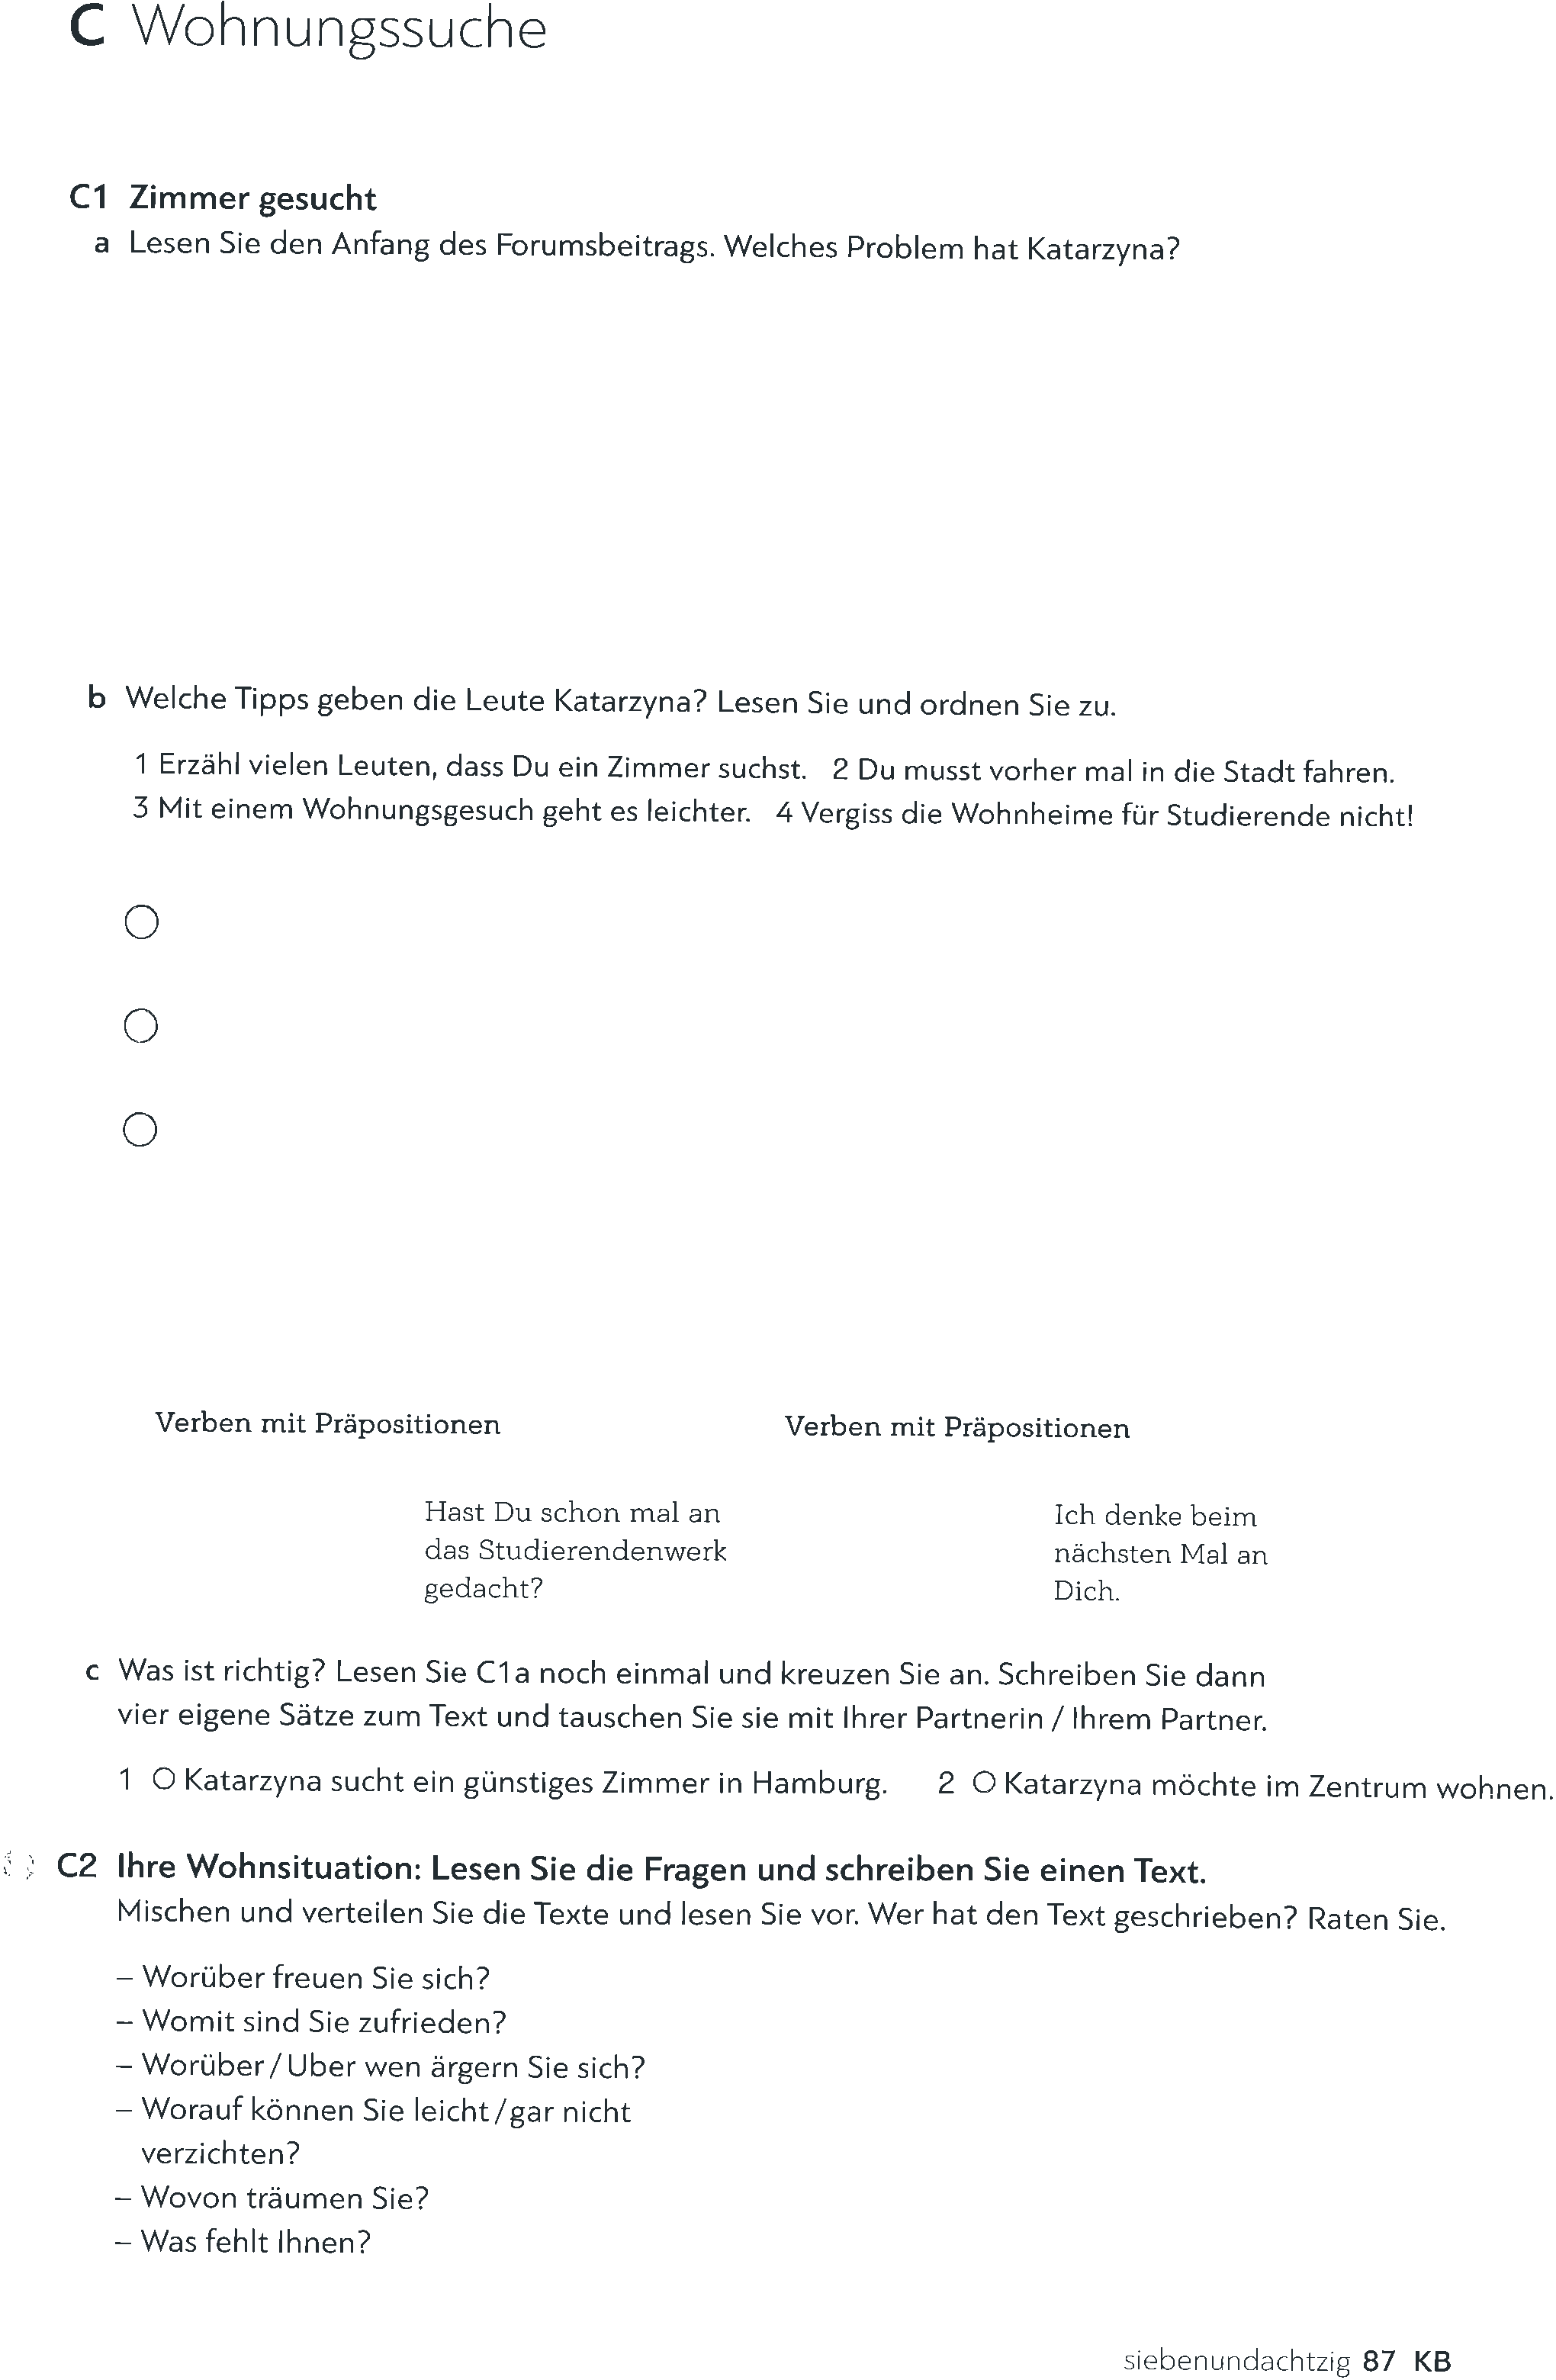 C Wohnungssuche
C1 Zimmer gesucht
a Lesen Sie den Anfang des Forumsbeitrags. Welches Problem hat Katarzyna?
b Welche Tipps geben die Leute Katarzyna? Lesen Sie und ordnen Sie zu.
1 Erzähl vielen Leuten, dass Du ein Zimmer suchst. 2 Du musst vorher mal in die Stadt fahren.
3 Mit einem Wohnungsgesuch geht es leichter. 4 Vergiss die Wohnheime für Studierende nicht!
Verben mit Präpositionen
Hast Du schon mal an
das Studierendenwerk
gedacht?
Verben mit Präpositionen
Ich denke beim
nächsten Mal an
Dich.
c Was ist richtig? Lesen Sie C1a noch einmal und kreuzen Sie an. Schreiben Sie dann
vier eigene Sätze zum Text und tauschen Sie sie mit Ihrer Partnerin / Ihrem Partner.
1 O Katarzyna sucht ein günstiges Zimmer in Hamburg. 2 O Katarzyna möchte im Zentrum wohnen.
C2 Ihre Wohnsituation: Lesen Sie die Fragen und schreiben Sie einen Text.
Mischen und verteilen Sie die Texte und lesen Sie vor. Wer hat den Text geschrieben? Raten Sie.
– Worüber freuen Sie sich?
– Womit sind Sie zufrieden?
– Worüber / Uber wen ärgern Sie sich?
– Worauf können Sie leicht / gar nicht
verzichten?
– Wovon träumen Sie?
– Was fehlt Ihnen?
siebenundachtzig 87 KB